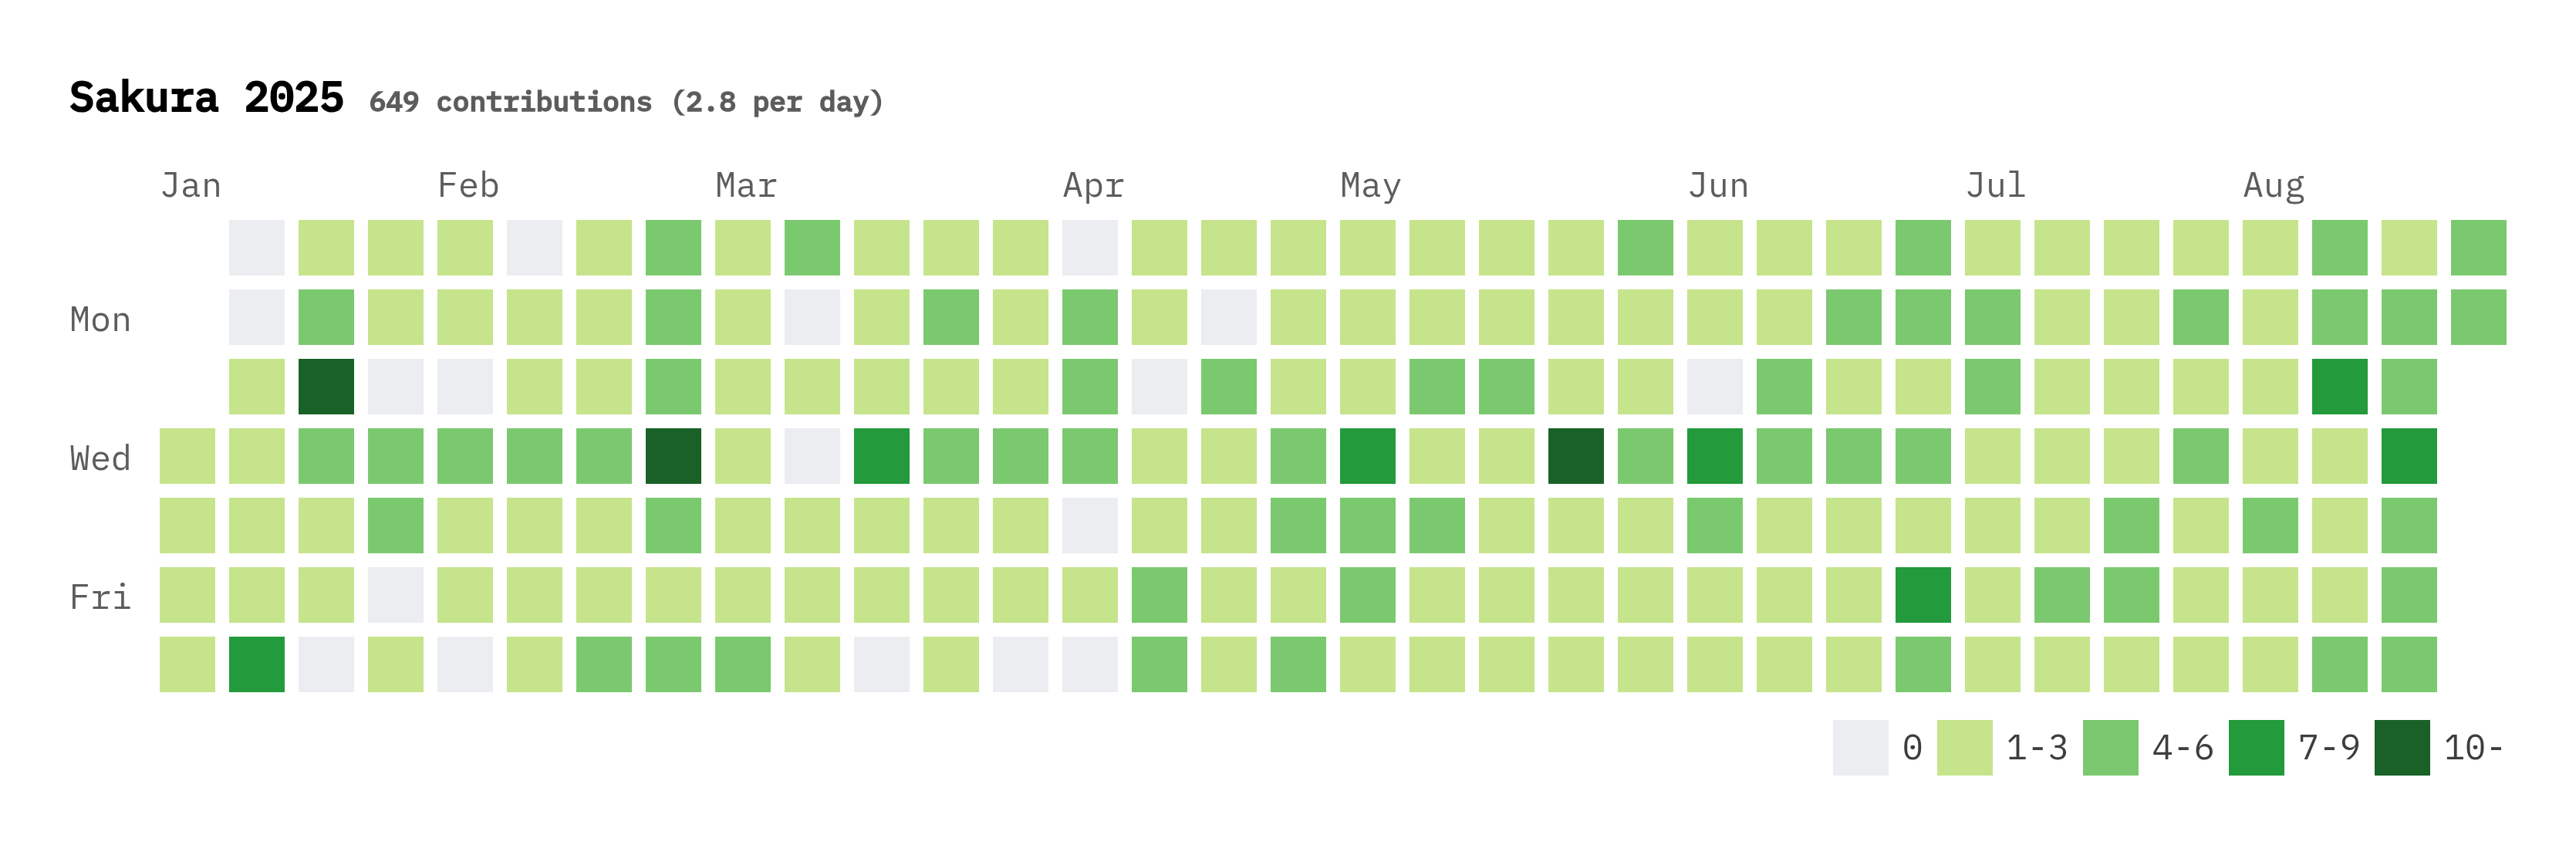 Sakura 2025 649 contributions (2.8 per day)
Jan Feb Mar Apr May Jun Jul Aug
Mon
Wed
Fri
0 1-3 4-6 7-9 10-